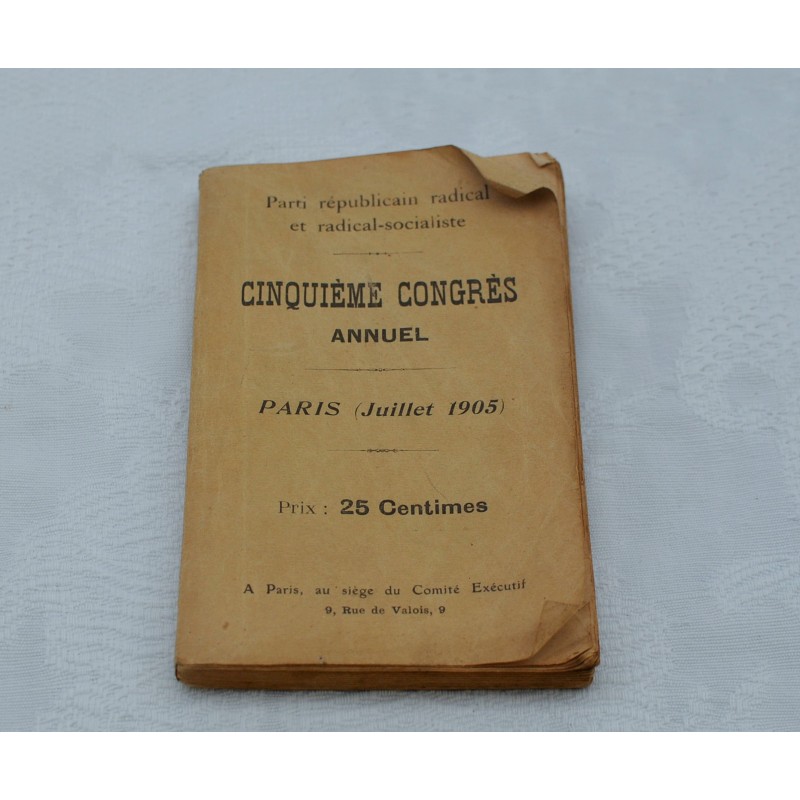 Parti républicain radical
et radical-socialiste
CINQUIÈME CONGRÈS
ANNUEL
PARIS (Juillet 1905)
Prix : 25 Centimes
A Paris, au siège du Comité Exécutif
9, Rue de Valois, 9